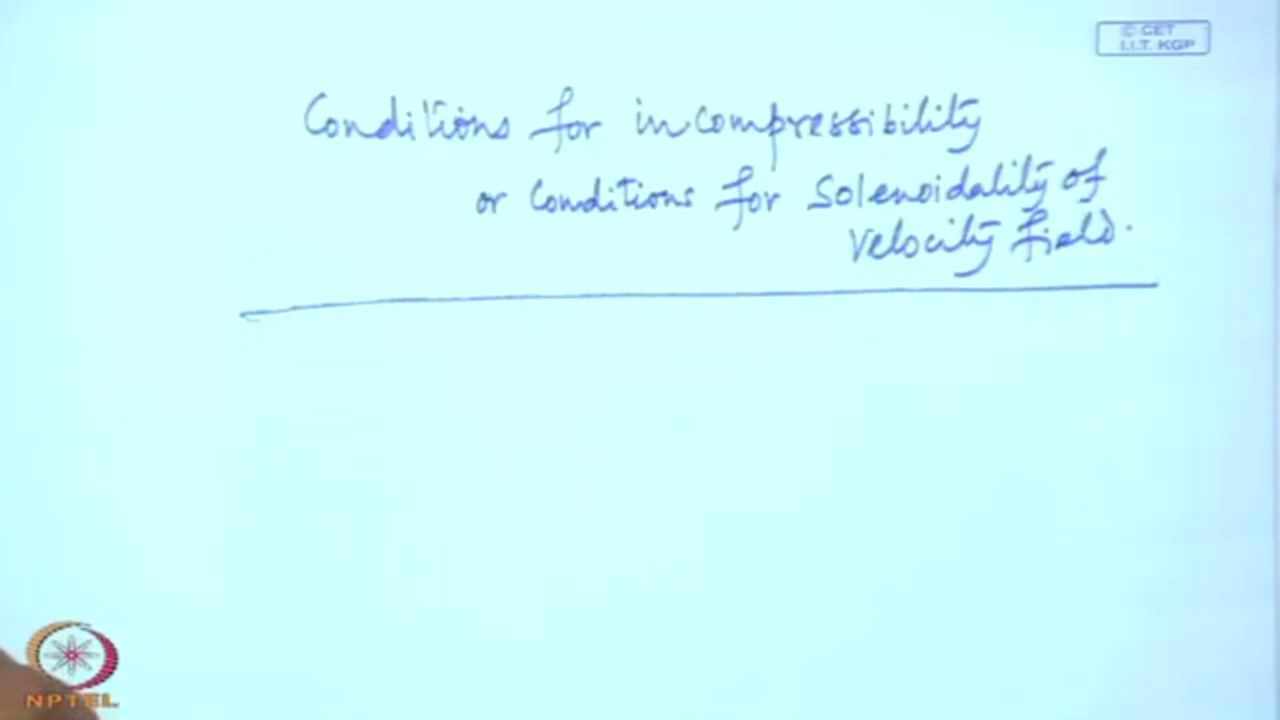 © CET
I.I.T. KGP
Conditions for incompressibility
or Conditions for Solenoidality of
Velocity field.
NPTEL